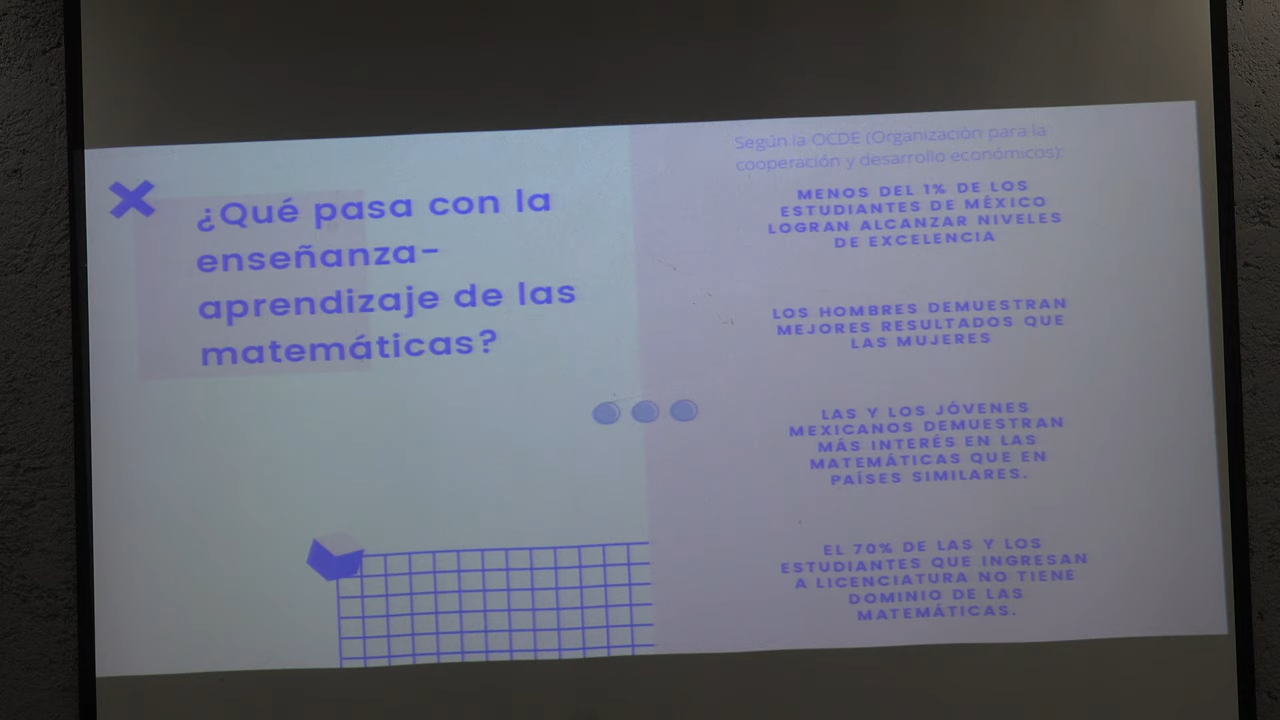 ¿Qué pasa con la
enseñanza-
aprendizaje de las
matemáticas?
Según la OCDE (Organización para la
cooperación y desarrollo económicos):
MENOS DEL 1% DE LOS
ESTUDIANTES DE MÉXICO
LOGRAN ALCANZAR NIVELES
DE EXCELENCIA
LOS HOMBRES DEMUESTRAN
MEJORES RESULTADOS QUE
LAS MUJERES
LAS Y LOS JÓVENES
MEXICANOS DEMUESTRAN
MÁS INTERÉS EN LAS
MATEMÁTICAS QUE EN
PAÍSES SIMILARES.
EL 70% DE LAS Y LOS
ESTUDIANTES QUE INGRESAN
A LICENCIATURA NO TIENE
DOMINIO DE LAS
MATEMÁTICAS.